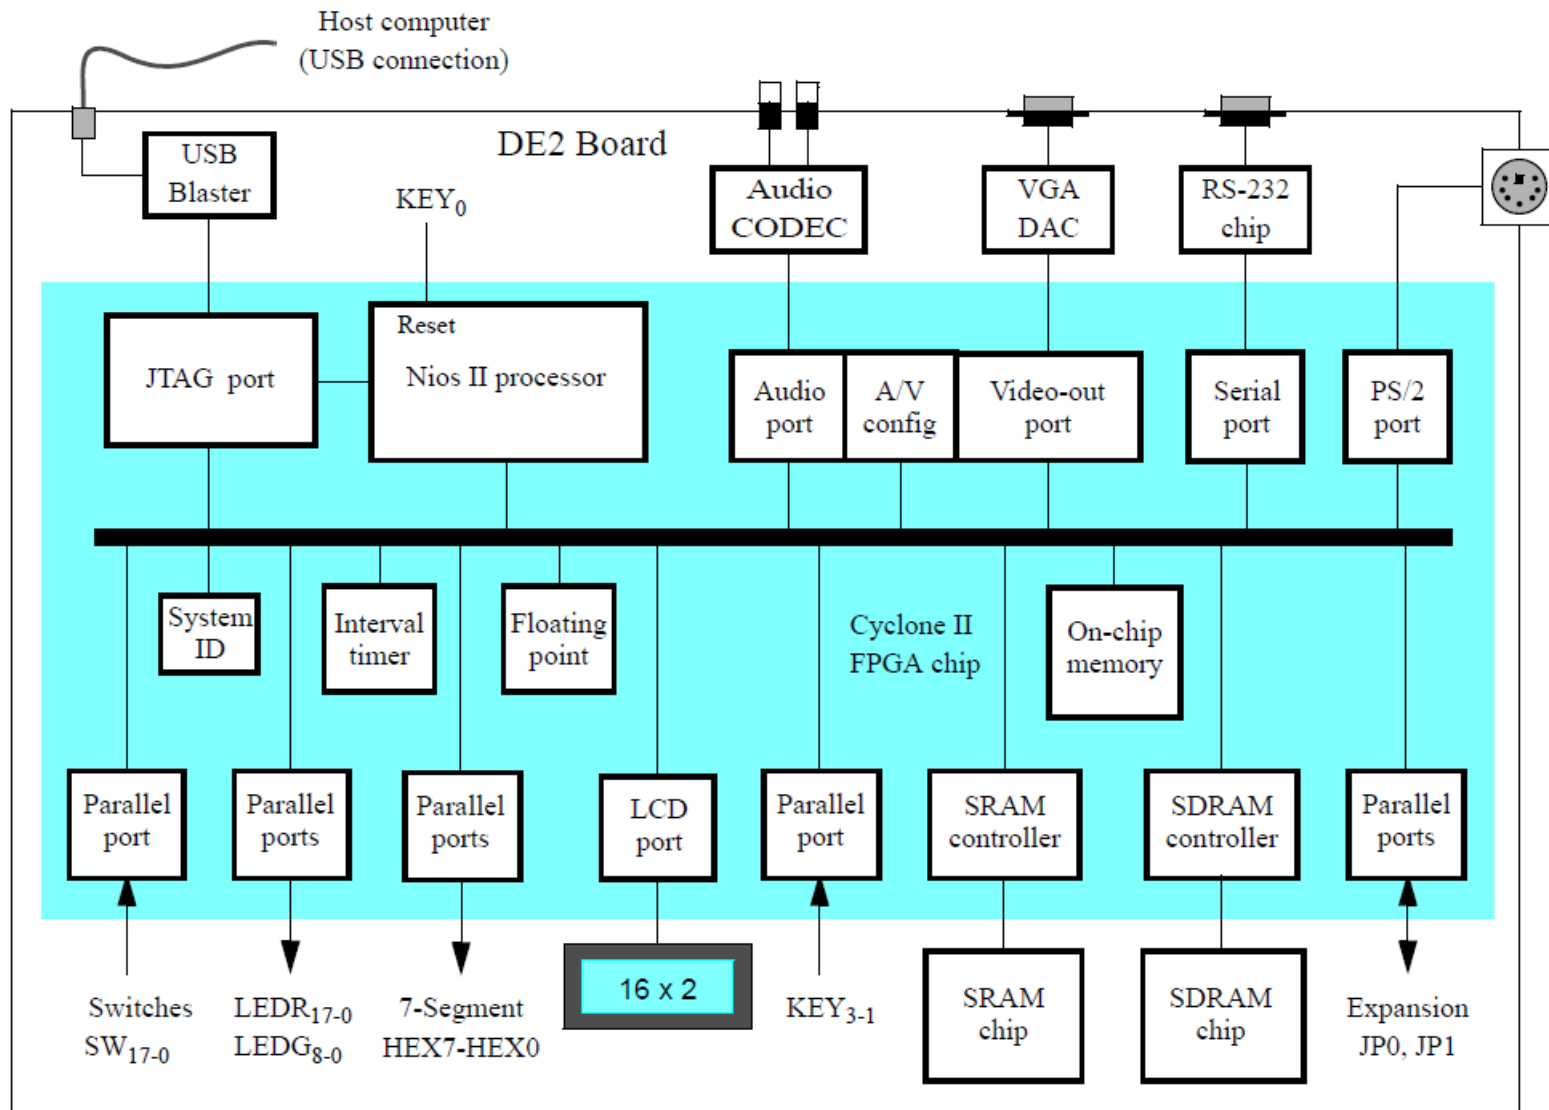 Host computer
(USB connection)
DE2 Board
USB
Blaster
KEY0
Audio
CODEC
VGA
DAC
RS-232
chip
Reset
JTAG port
Nios II processor
Audio
port
A/V
config
Video-out
port
Serial
port
PS/2
port
System
ID
Interval
timer
Floating
point
Cyclone II
FPGA chip
On-chip
memory
Parallel
port
Parallel
ports
Parallel
ports
LCD
port
Parallel
port
SRAM
controller
SDRAM
controller
Parallel
ports
Switches
SW17-0
LEDR17-0
LEDG8-0
7-Segment
HEX7-HEX0
16 x 2
KEY3-1
SRAM
chip
SDRAM
chip
Expansion
JP0, JP1